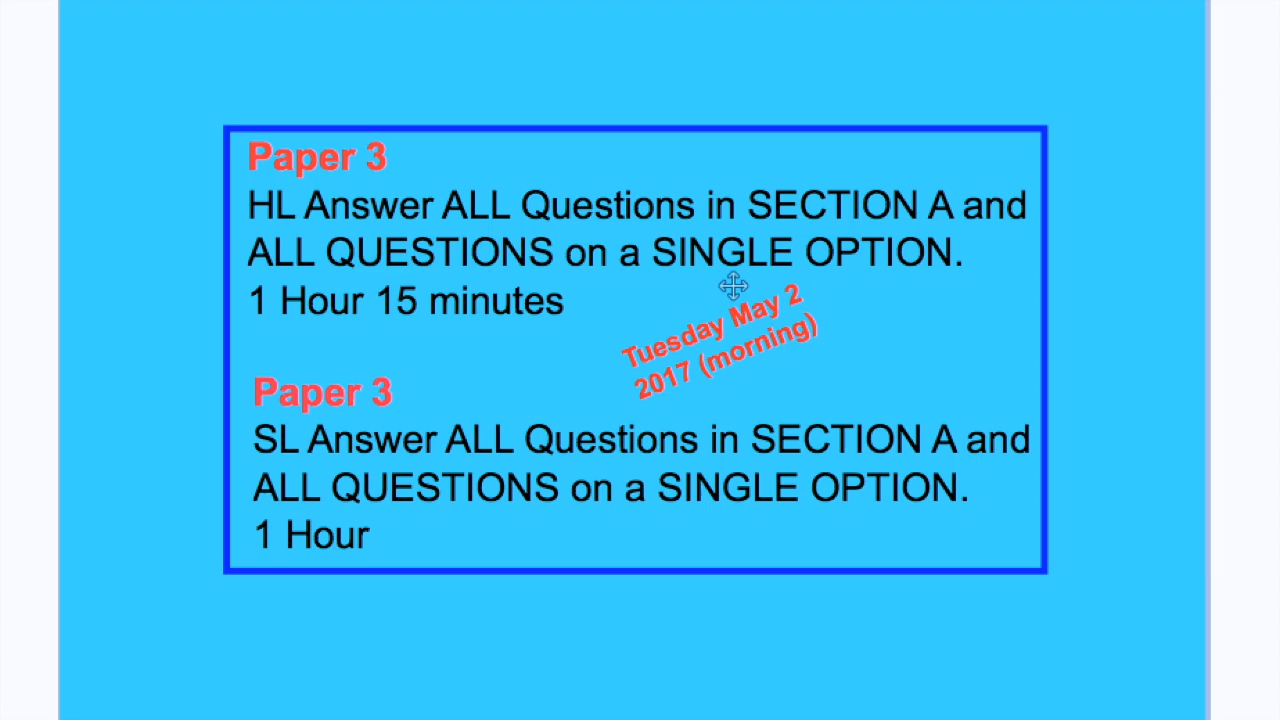 Paper 3
HL Answer ALL Questions in SECTION A and
ALL QUESTIONS on a SINGLE OPTION.
1 Hour 15 minutes
Tuesday May 2
2017 (morning)
Paper 3
SL Answer ALL Questions in SECTION A and
ALL QUESTIONS on a SINGLE OPTION.
1 Hour